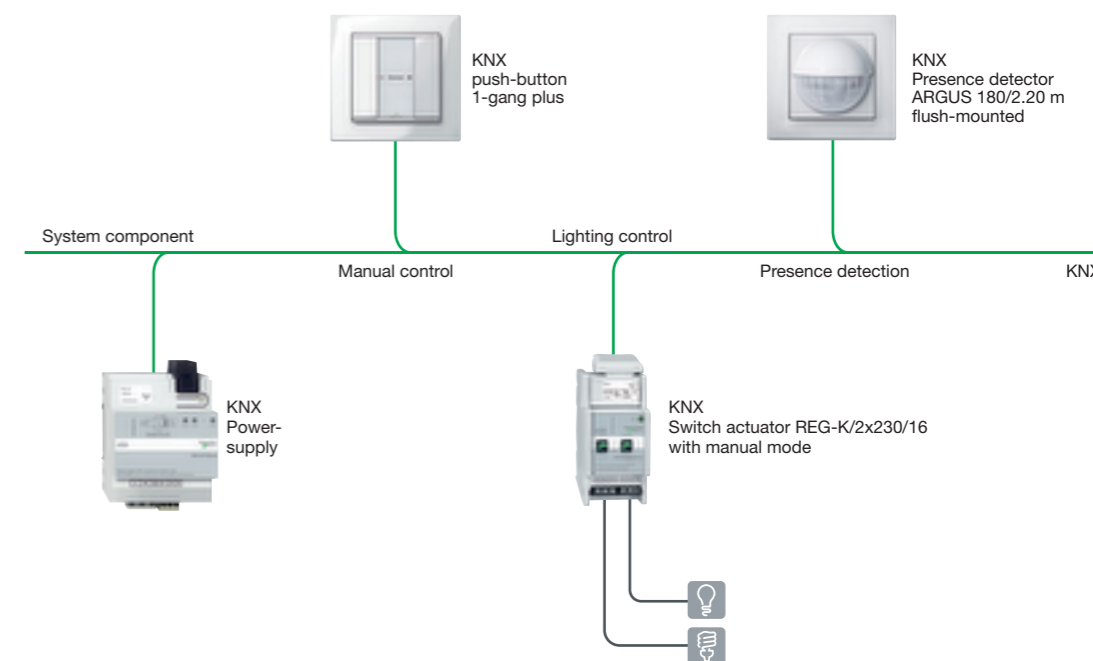 KNX
push-button
1-gang plus
KNX
Presence detector
ARGUS 180/2.20 m
flush-mounted
System component
Lighting control
Manual control
Presence detection
KNX
KNX
Power-
supply
KNX
Switch actuator REG-K/2x230/16
with manual mode